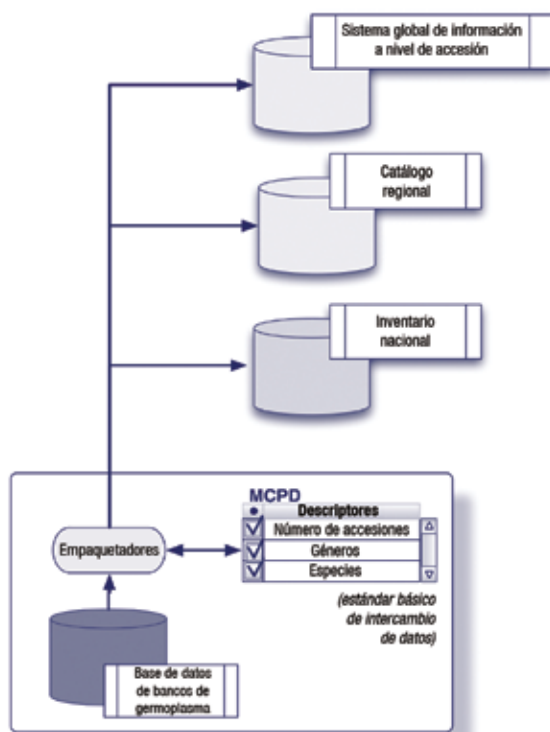 Sistema global de información
a nivel de accesión
Catálogo
regional
Inventario
nacional
MCPD
Descriptores
Número de accesiones
Géneros
Especies
Empaquetadores
(estándar básico
de intercambio
de datos)
Base de datos
de bancos de
germoplasma